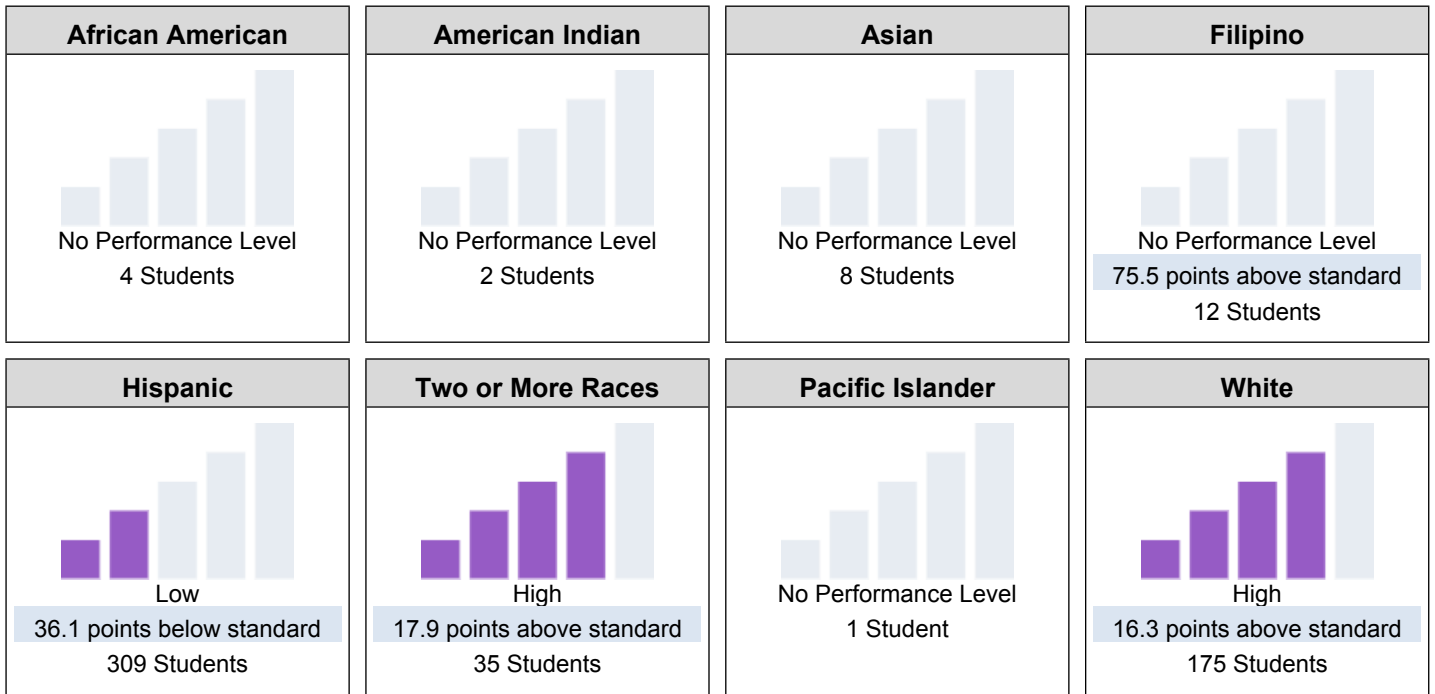 African American
No Performance Level
4 Students
American Indian
No Performance Level
2 Students
Asian
No Performance Level
8 Students
Filipino
No Performance Level
75.5 points above standard
12 Students
Hispanic
Low
36.1 points below standard
309 Students
Two or More Races
High
17.9 points above standard
35 Students
Pacific Islander
No Performance Level
1 Student
White
High
16.3 points above standard
175 Students